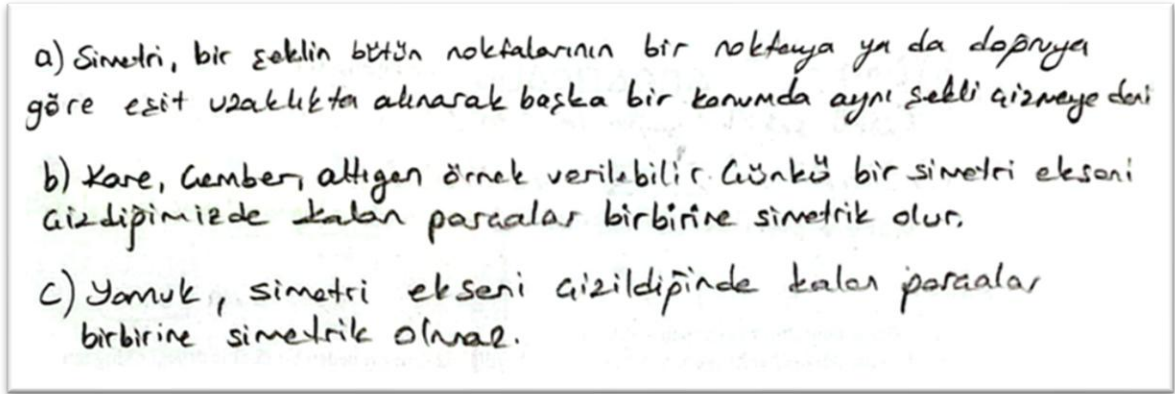 a) Simetri, bir şeklin bütün noktalarının bir noktaya ya da doğruya
göre eşit uzaklıkta alınarak başka bir konumda aynı şekli çizmeye deni
b) Kare, Çember, altıgen örnek verilebilir. Çünkü bir simetri ekseni
çizdiğimizde kalan parçalar birbirine simetrik olur.
c) Yamuk, simetri ekseni çizildiğinde kalan parçalar
birbirine simetrik olmaz.